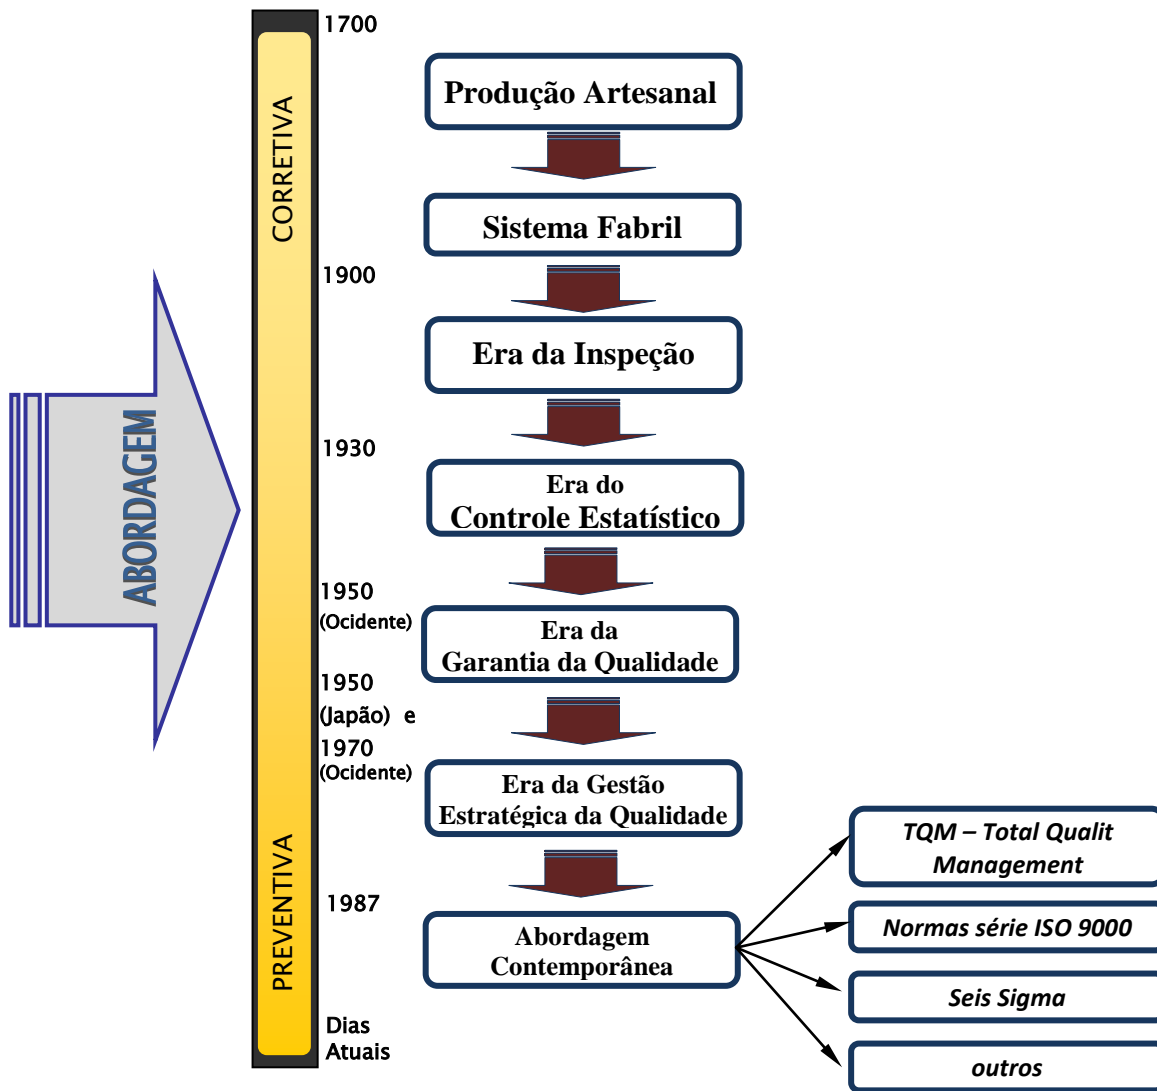 ABORDAGEM
CORRETIVA
PREVENTIVA
1700
1900
1930
1950
(Ocidente)
1950
(Japão) e
1970
(Ocidente)
1987
Dias
Atuais
Produção Artesanal
Sistema Fabril
Era da Inspeção
Era do
Controle Estatístico
Era da
Garantia da Qualidade
Era da Gestão
Estratégica da Qualidade
Abordagem
Contemporânea
TQM – Total Qualit
Management
Normas série ISO 9000
Seis Sigma
outros